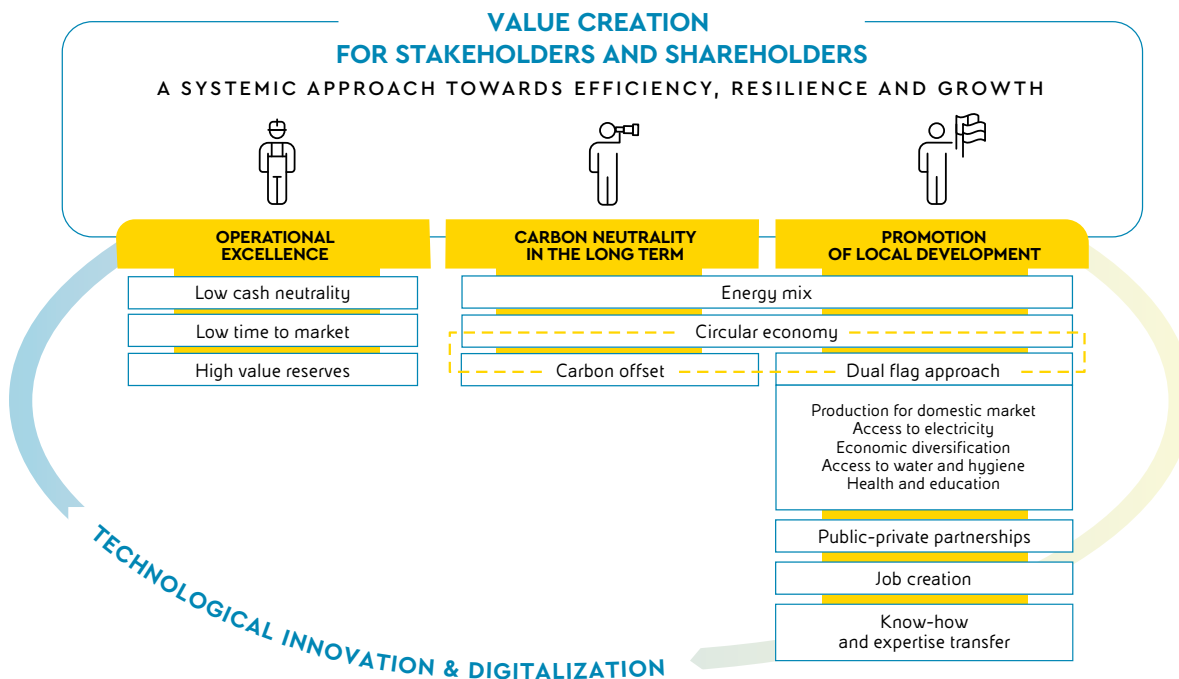 VALUE CREATION
FOR STAKEHOLDERS AND SHAREHOLDERS
A SYSTEMIC APPROACH TOWARDS EFFICIENCY, RESILIENCE AND GROWTH
OPERATIONAL
EXCELLENCE
Low cash neutrality
Low time to market
High value reserves
CARBON NEUTRALITY
IN THE LONG TERM
PROMOTION
OF LOCAL DEVELOPMENT
Energy mix
Circular economy
Carbon offset
Dual flag approach
Production for domestic market
Access to electricity
Economic diversification
Access to water and hygiene
Health and education
Public-private partnerships
Job creation
Know-how
and expertise transfer
TECHNOLOGICAL INNOVATION & DIGITALIZATION